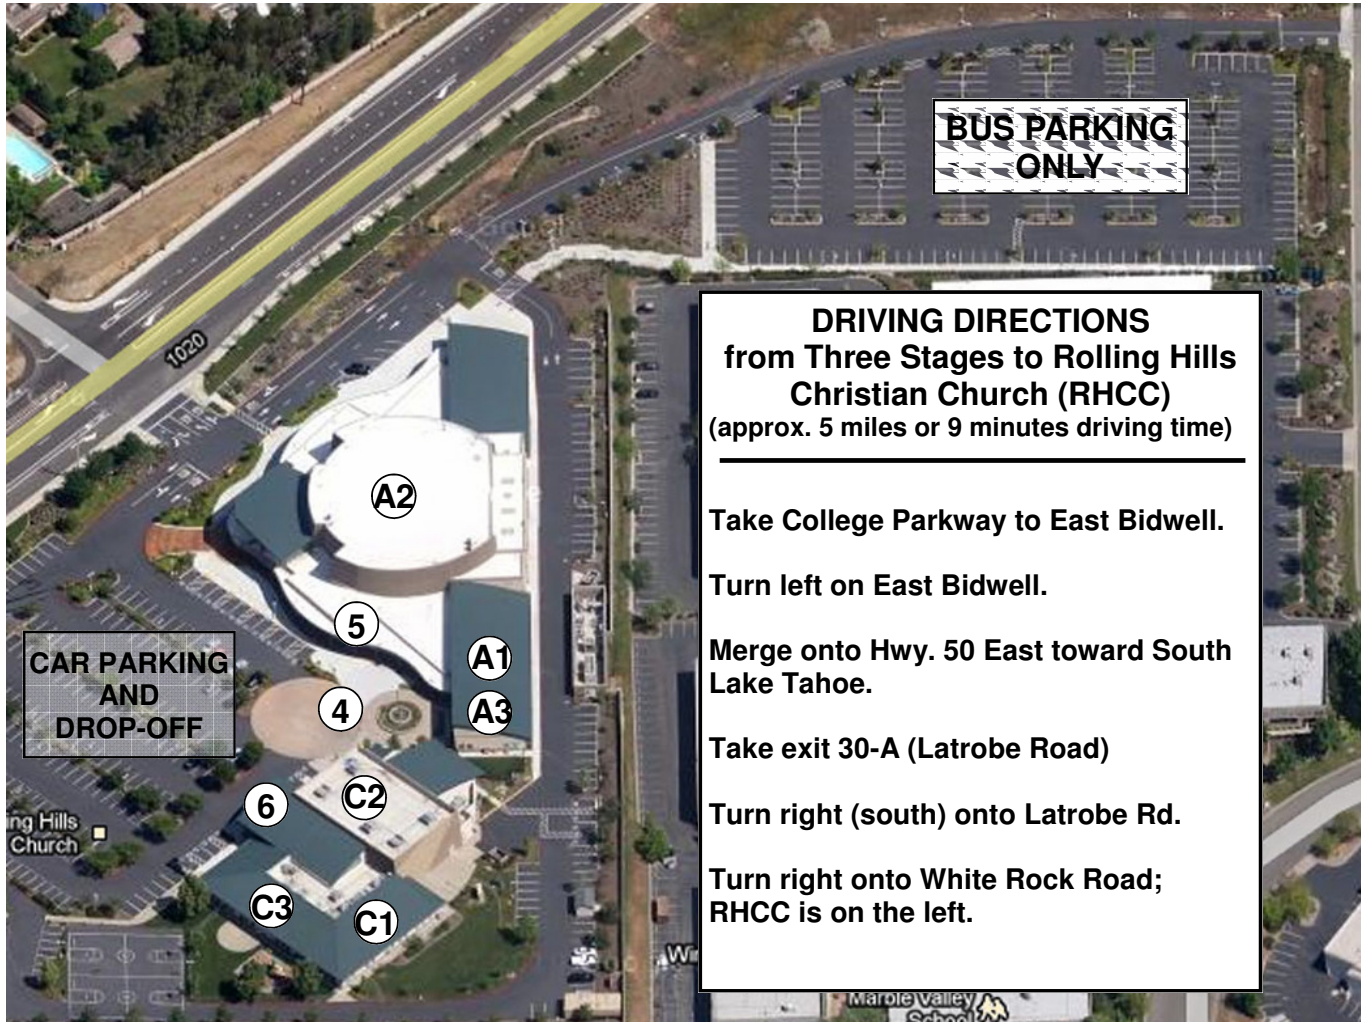 BUS PARKING
ONLY
1020
DRIVING DIRECTIONS
from Three Stages to Rolling Hills
Christian Church (RHCC)
(approx. 5 miles or 9 minutes driving time)
Take College Parkway to East Bidwell.
Turn left on East Bidwell.
Merge onto Hwy. 50 East toward South
Lake Tahoe.
Take exit 30-A (Latrobe Road)
Turn right (south) onto Latrobe Rd.
Turn right onto White Rock Road;
RHCC is on the left.
A2
5
A1
CAR PARKING
AND
DROP-OFF
4
A3
6
C2
ing Hills
Church
C3
C1
Marble Valley
School